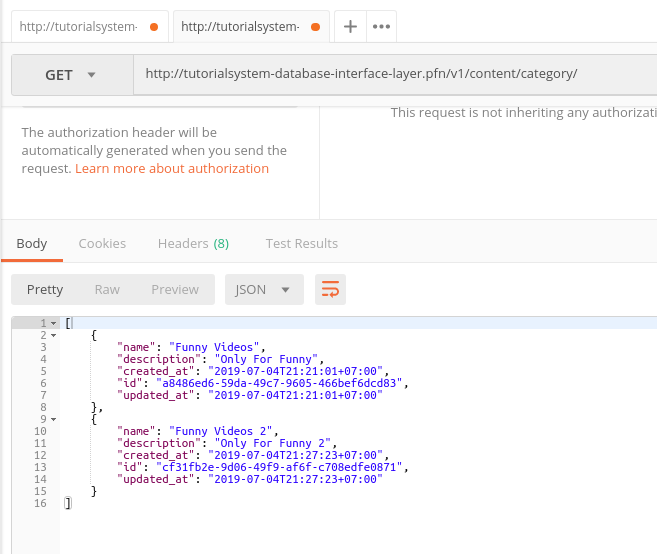 http://tutorialsystem-
http://tutorialsystem-
GET
http://tutorialsystem-database-interface-layer.pfn/v1/content/category/
The authorization header will be
automatically generated when you send the
request. Learn more about authorization
This request is not inheriting any authorizati
Body Cookies Headers (8) Test Results
Pretty Raw Preview JSON
1 [
2 {
3 "name": "Funny Videos",
4 "description": "Only For Funny",
5 "created_at": "2019-07-04T21:21:01+07:00",
6 "id": "a8486ed6-59da-49c7-9605-466bef6dcd83",
7 "updated_at": "2019-07-04T21:21:01+07:00"
8 },
9 {
10 "name": "Funny Videos 2",
11 "description": "Only For Funny 2",
12 "created_at": "2019-07-04T21:27:23+07:00",
13 "id": "cf31fb2e-9d06-49f9-af6f-c708edfe0871",
14 "updated_at": "2019-07-04T21:27:23+07:00"
15 }
16 ]